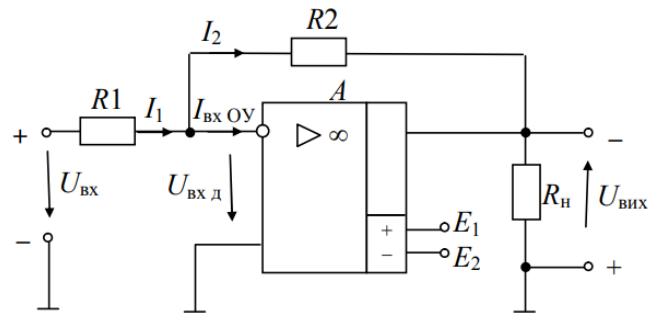 I₂
R2
A
R1
I₁
Iвх ОУ
▷ ∞
+
−
Uвх
Uвх д
Rн
Uвих
−
+
+
−
E₁
E₂